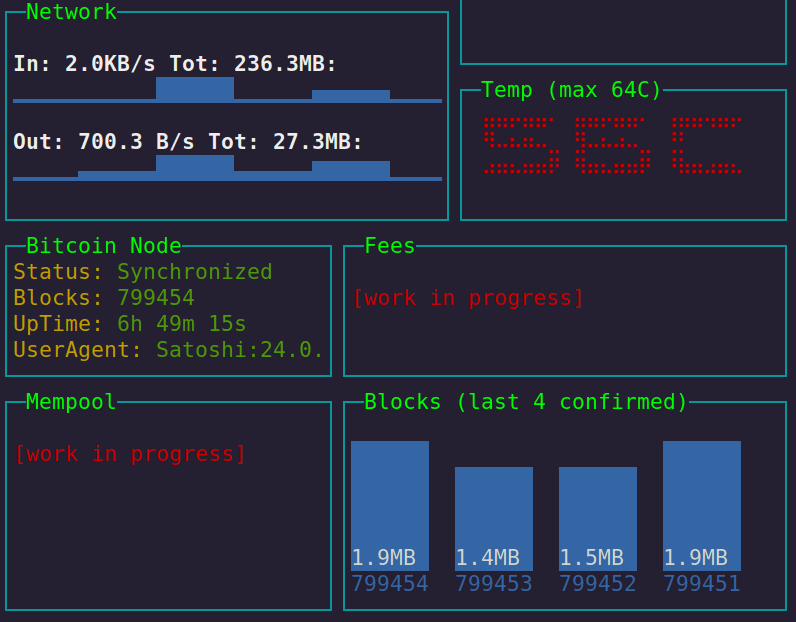 Network
In: 2.0KB/s Tot: 236.3MB:
Out: 700.3 B/s Tot: 27.3MB:
Temp (max 64C)
56C
Bitcoin Node
Status: Synchronized
Blocks: 799454
UpTime: 6h 49m 15s
UserAgent: Satoshi:24.0.
Fees
[work in progress]
Mempool
[work in progress]
Blocks (last 4 confirmed)
1.9MB 1.4MB 1.5MB 1.9MB
799454 799453 799452 799451